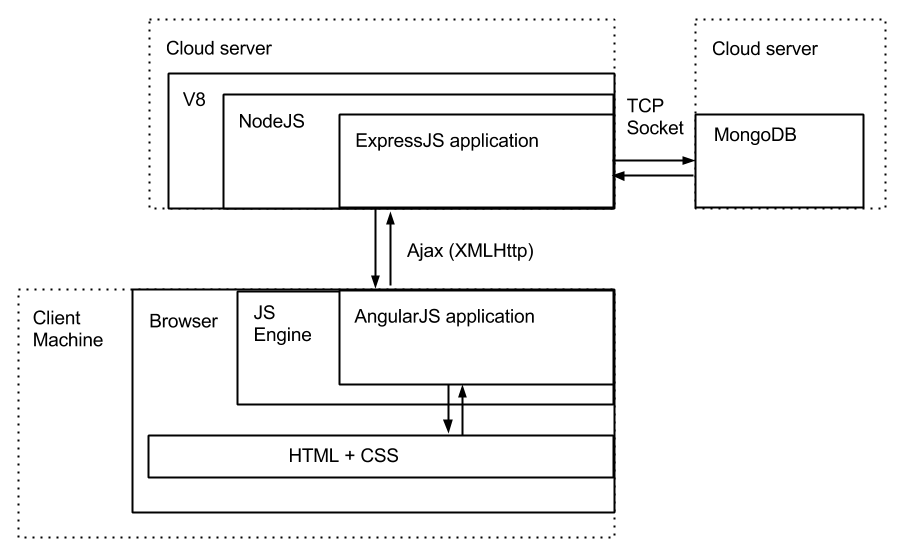 Cloud server
V8
NodeJS
ExpressJS application
TCP
Socket
Cloud server
MongoDB
Ajax (XMLHttp)
Client
Machine
Browser
JS
Engine
AngularJS application
HTML + CSS